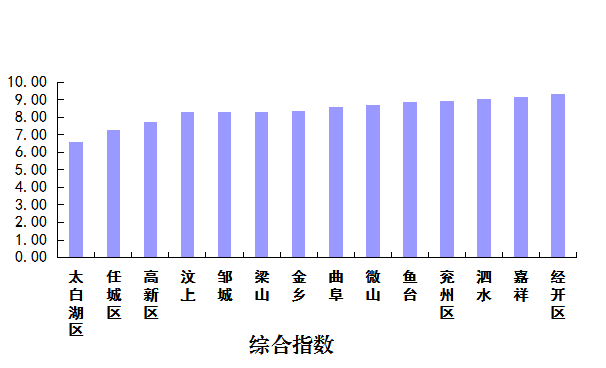 10.00
9.00
8.00
7.00
6.00
5.00
4.00
3.00
2.00
1.00
0.00
太白湖区
任城区
高新区
汶上
邹城
梁山
金乡
曲阜
微山
鱼台
兖州区
泗水
嘉祥
经开区
综合指数